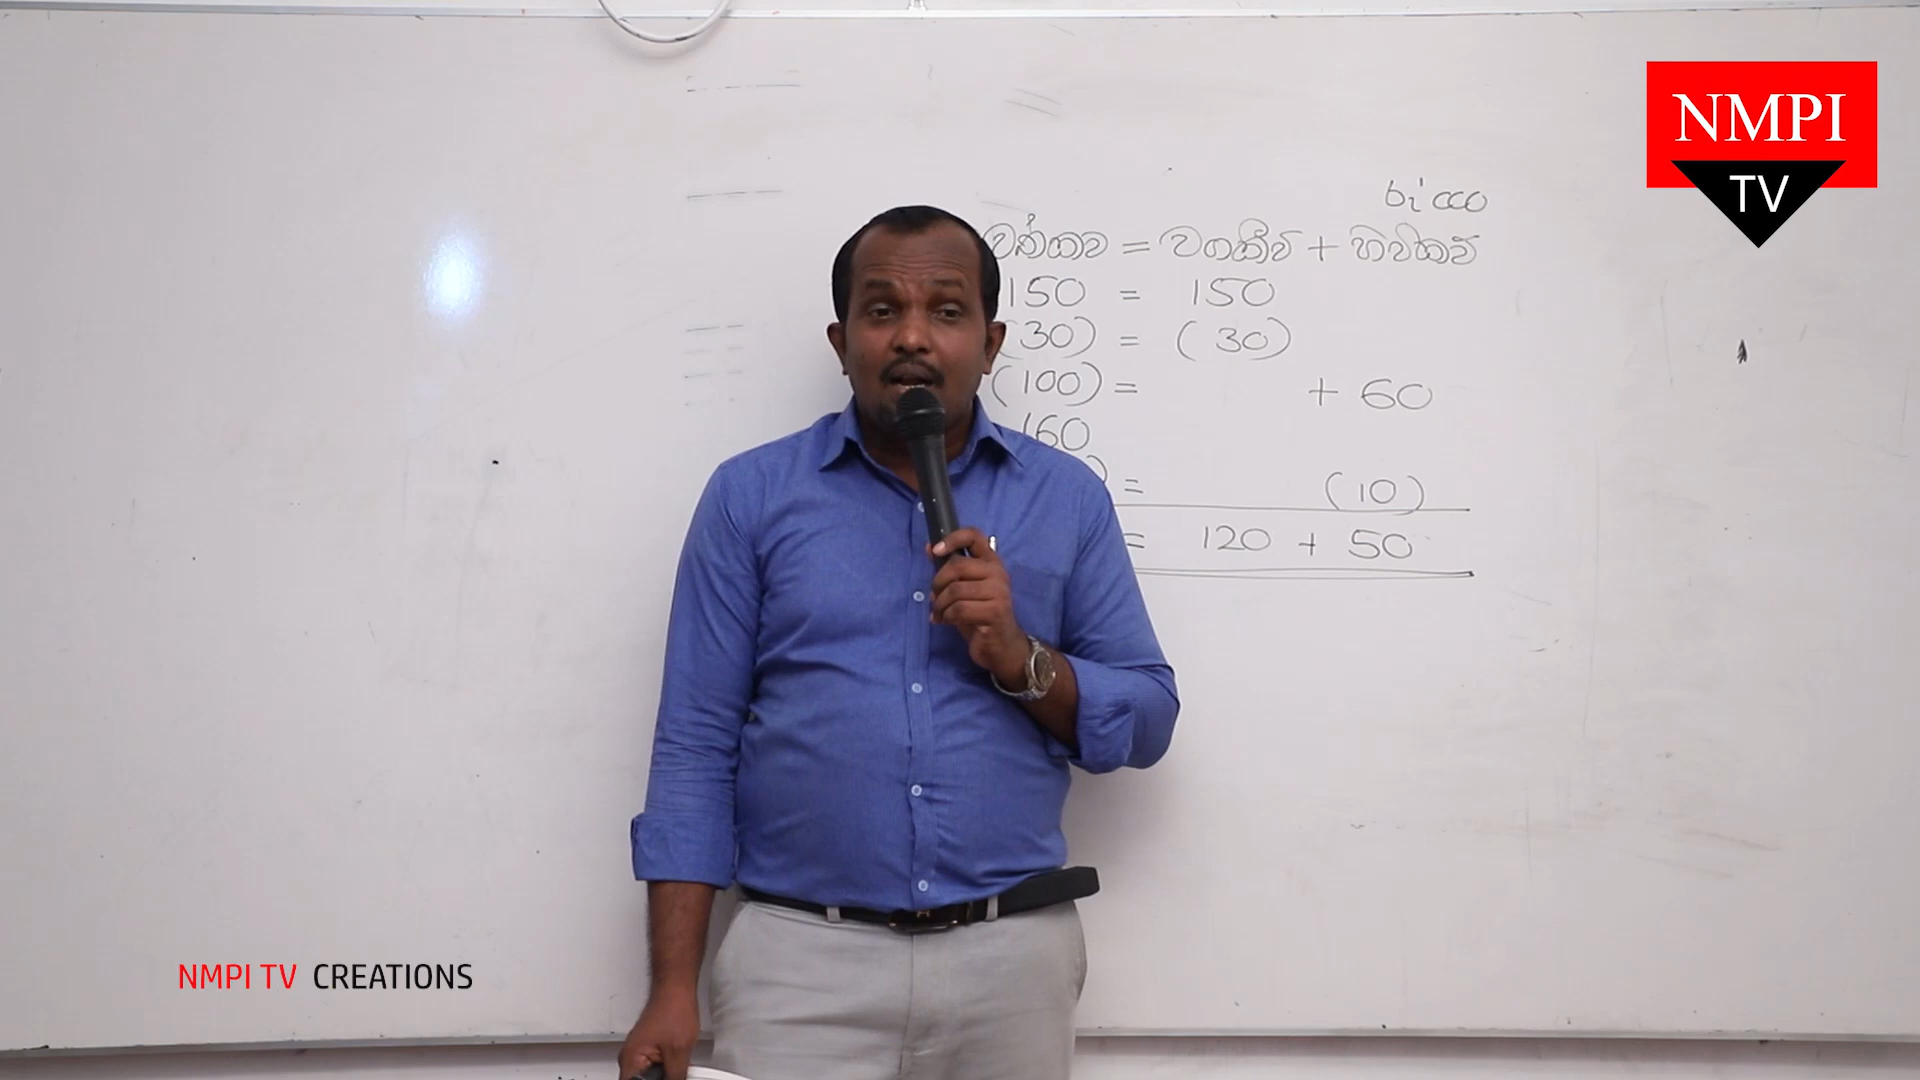 NMPI
TV
රු' 000
වත්කම් = වගකීම් + හිමිකම්
150 = 150
(30) = (30)
(100) = + 60
160
) = (10)
= 120 + 50
NMPI TV CREATIONS